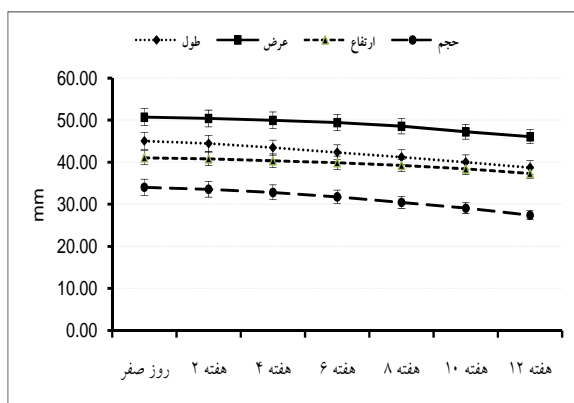 طول عرض ارتفاع حجم
60.00
50.00
40.00
30.00
20.00
10.00
0.00
mm
روز صفر هفته ۲ هفته ۴ هفته ۶ هفته ۸ هفته ۱۰ هفته ۱۲